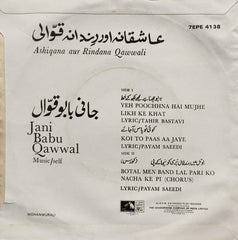 7EPE 4138
عاشقانہ اور رندانہ قوالی
Ashiqana aur Rindana Qawwali
جانی بابو قوال
Jani
Babu
Qawwal
Music/self
SIDE I
YEH POOCHNA HAI MUJHE
LIKH KE KHAT
LYRIC/TAHIR BASTAVI
KOI TO PAAS AA JAYE
LYRIC/PAYAM SAEEDI
SIDE II
BOTAL MEN BAND LAL PARI KO
NACHA KE PI (CHORUS)
LYRIC/PAYAM SAEEDI
MOHANMURALI